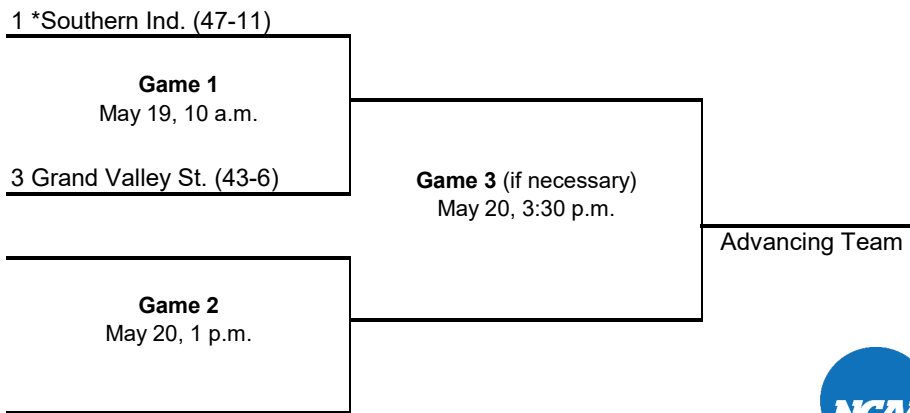 1 *Southern Ind. (47-11)
Game 1
May 19, 10 a.m.
3 Grand Valley St. (43-6)
Game 3 (if necessary)
May 20, 3:30 p.m.
Advancing Team
Game 2
May 20, 1 p.m.